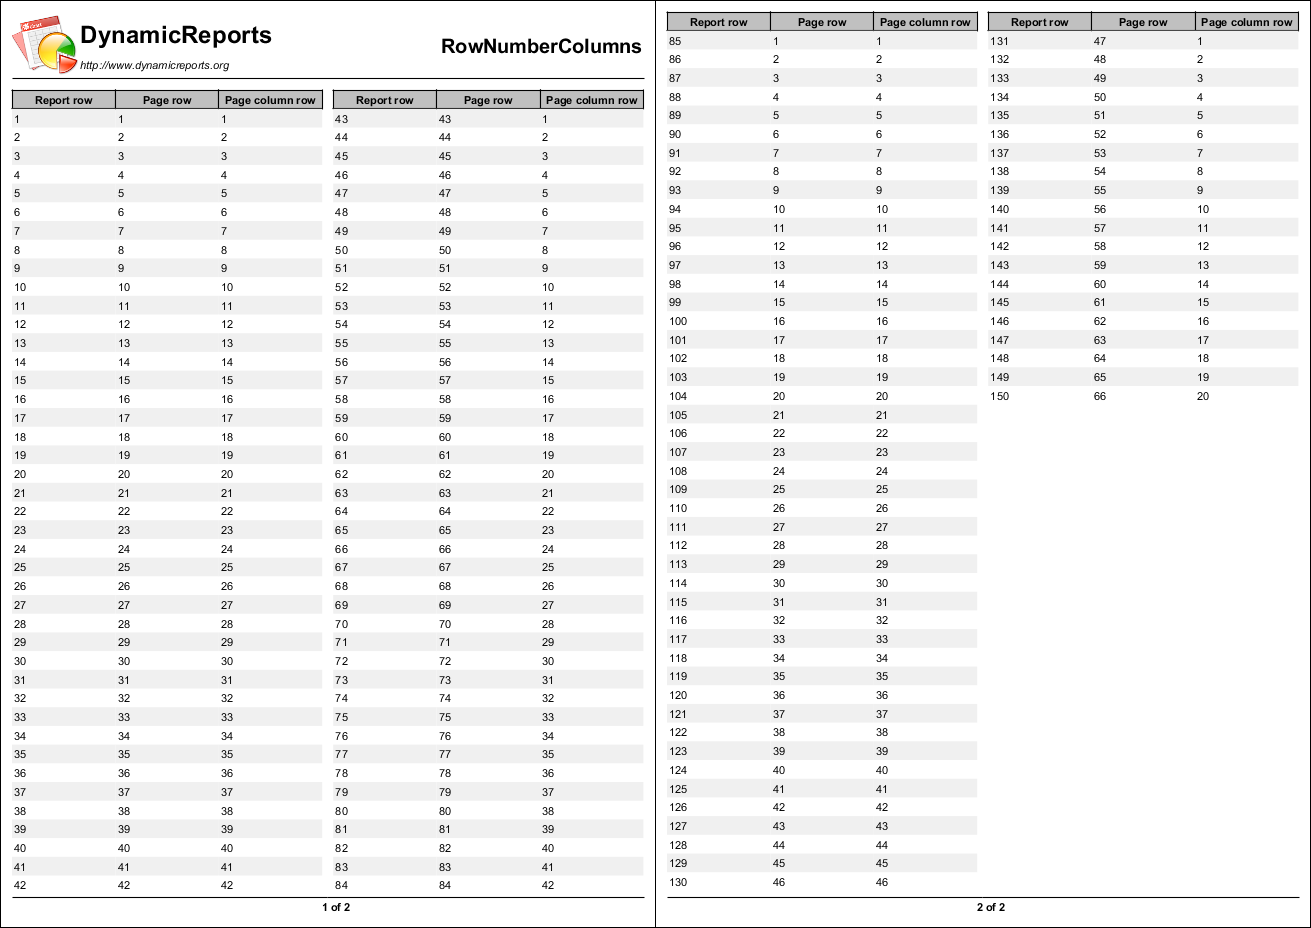 DynamicReports
http://www.dynamicreports.org
RowNumberColumns
Report row Page row Page column row
1 1 1
2 2 2
3 3 3
4 4 4
5 5 5
6 6 6
7 7 7
8 8 8
9 9 9
10 10 10
11 11 11
12 12 12
13 13 13
14 14 14
15 15 15
16 16 16
17 17 17
18 18 18
19 19 19
20 20 20
21 21 21
22 22 22
23 23 23
24 24 24
25 25 25
26 26 26
27 27 27
28 28 28
29 29 29
30 30 30
31 31 31
32 32 32
33 33 33
34 34 34
35 35 35
36 36 36
37 37 37
38 38 38
39 39 39
40 40 40
41 41 41
42 42 42
Report row Page row Page column row
43 43 1
44 44 2
45 45 3
46 46 4
47 47 5
48 48 6
49 49 7
50 50 8
51 51 9
52 52 10
53 53 11
54 54 12
55 55 13
56 56 14
57 57 15
58 58 16
59 59 17
60 60 18
61 61 19
62 62 20
63 63 21
64 64 22
65 65 23
66 66 24
67 67 25
68 68 26
69 69 27
70 70 28
71 71 29
72 72 30
73 73 31
74 74 32
75 75 33
76 76 34
77 77 35
78 78 36
79 79 37
80 80 38
81 81 39
82 82 40
83 83 41
84 84 42
1 of 2
Report row Page row Page column row
85 1 1
86 2 2
87 3 3
88 4 4
89 5 5
90 6 6
91 7 7
92 8 8
93 9 9
94 10 10
95 11 11
96 12 12
97 13 13
98 14 14
99 15 15
100 16 16
101 17 17
102 18 18
103 19 19
104 20 20
105 21 21
106 22 22
107 23 23
108 24 24
109 25 25
110 26 26
111 27 27
112 28 28
113 29 29
114 30 30
115 31 31
116 32 32
117 33 33
118 34 34
119 35 35
120 36 36
121 37 37
122 38 38
123 39 39
124 40 40
125 41 41
126 42 42
127 43 43
128 44 44
129 45 45
130 46 46
Report row Page row Page column row
131 47 1
132 48 2
133 49 3
134 50 4
135 51 5
136 52 6
137 53 7
138 54 8
139 55 9
140 56 10
141 57 11
142 58 12
143 59 13
144 60 14
145 61 15
146 62 16
147 63 17
148 64 18
149 65 19
150 66 20
2 of 2